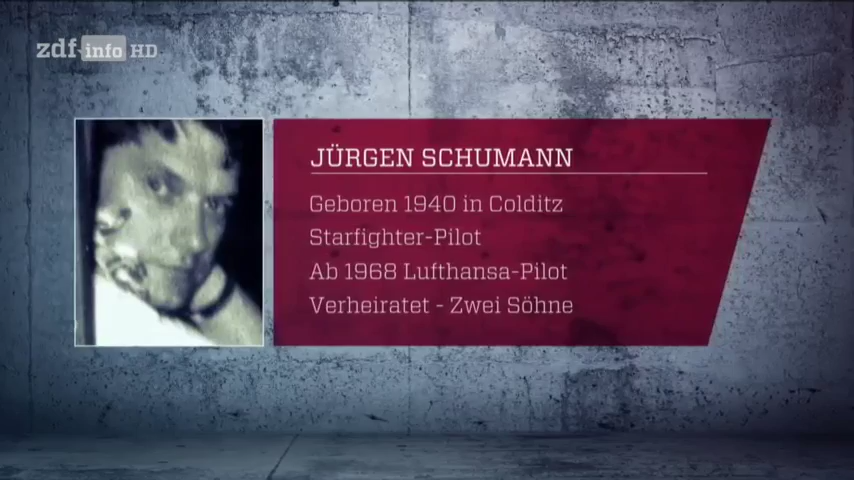 zdf info HD
JÜRGEN SCHUMANN
Geboren 1940 in Colditz
Starfighter-Pilot
Ab 1968 Lufthansa-Pilot
Verheiratet - Zwei Söhne